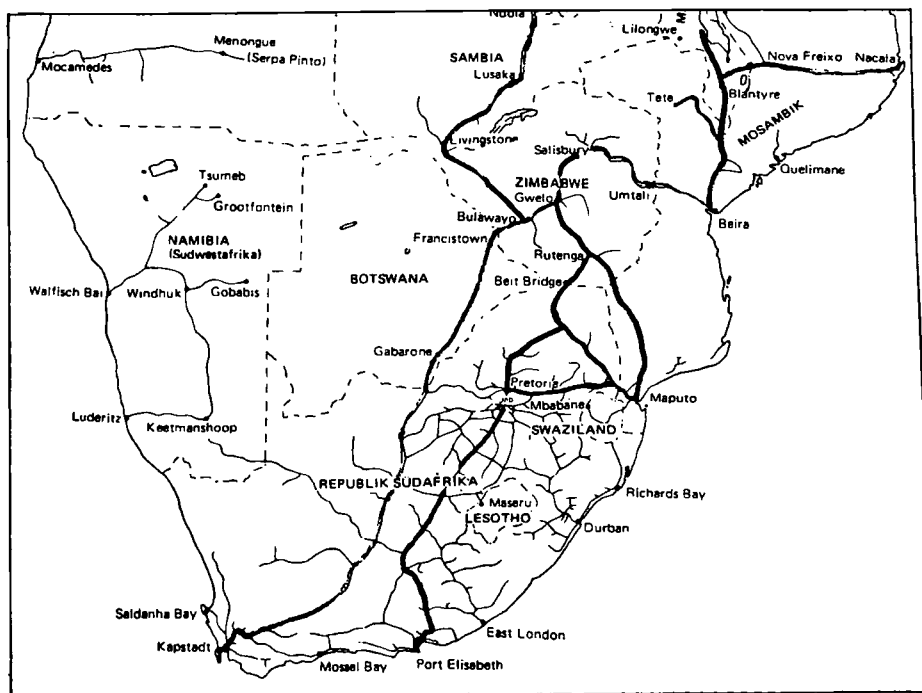 Ndola
Lilongwe
M
Menongue
(Serpa Pinto)
Mocamedes
SAMBIA
Lusaka
Nova Freixo
Nacala
Blantyre
Tete
MOSAMBIK
Livingstone
Salisbury
Quelimane
Tsumeb
Grootfontein
ZIMBABWE
Gwelo
Umtali
Bulawayo
Beira
Francistown
NAMIBIA
(Sudwestafrika)
Rutenga
BOTSWANA
Beit Bridge
Walfisch Bai
Windhuk
Gobabis
Gabarone
Pretoria
Mbabane
Maputo
Luderitz
Keetmanshoop
SWAZILAND
REPUBLIK SÜDAFRIKA
Maseru
LESOTHO
Richards Bay
Durban
Saldanha Bay
Kapstadt
East London
Mossel Bay
Port Elisabeth